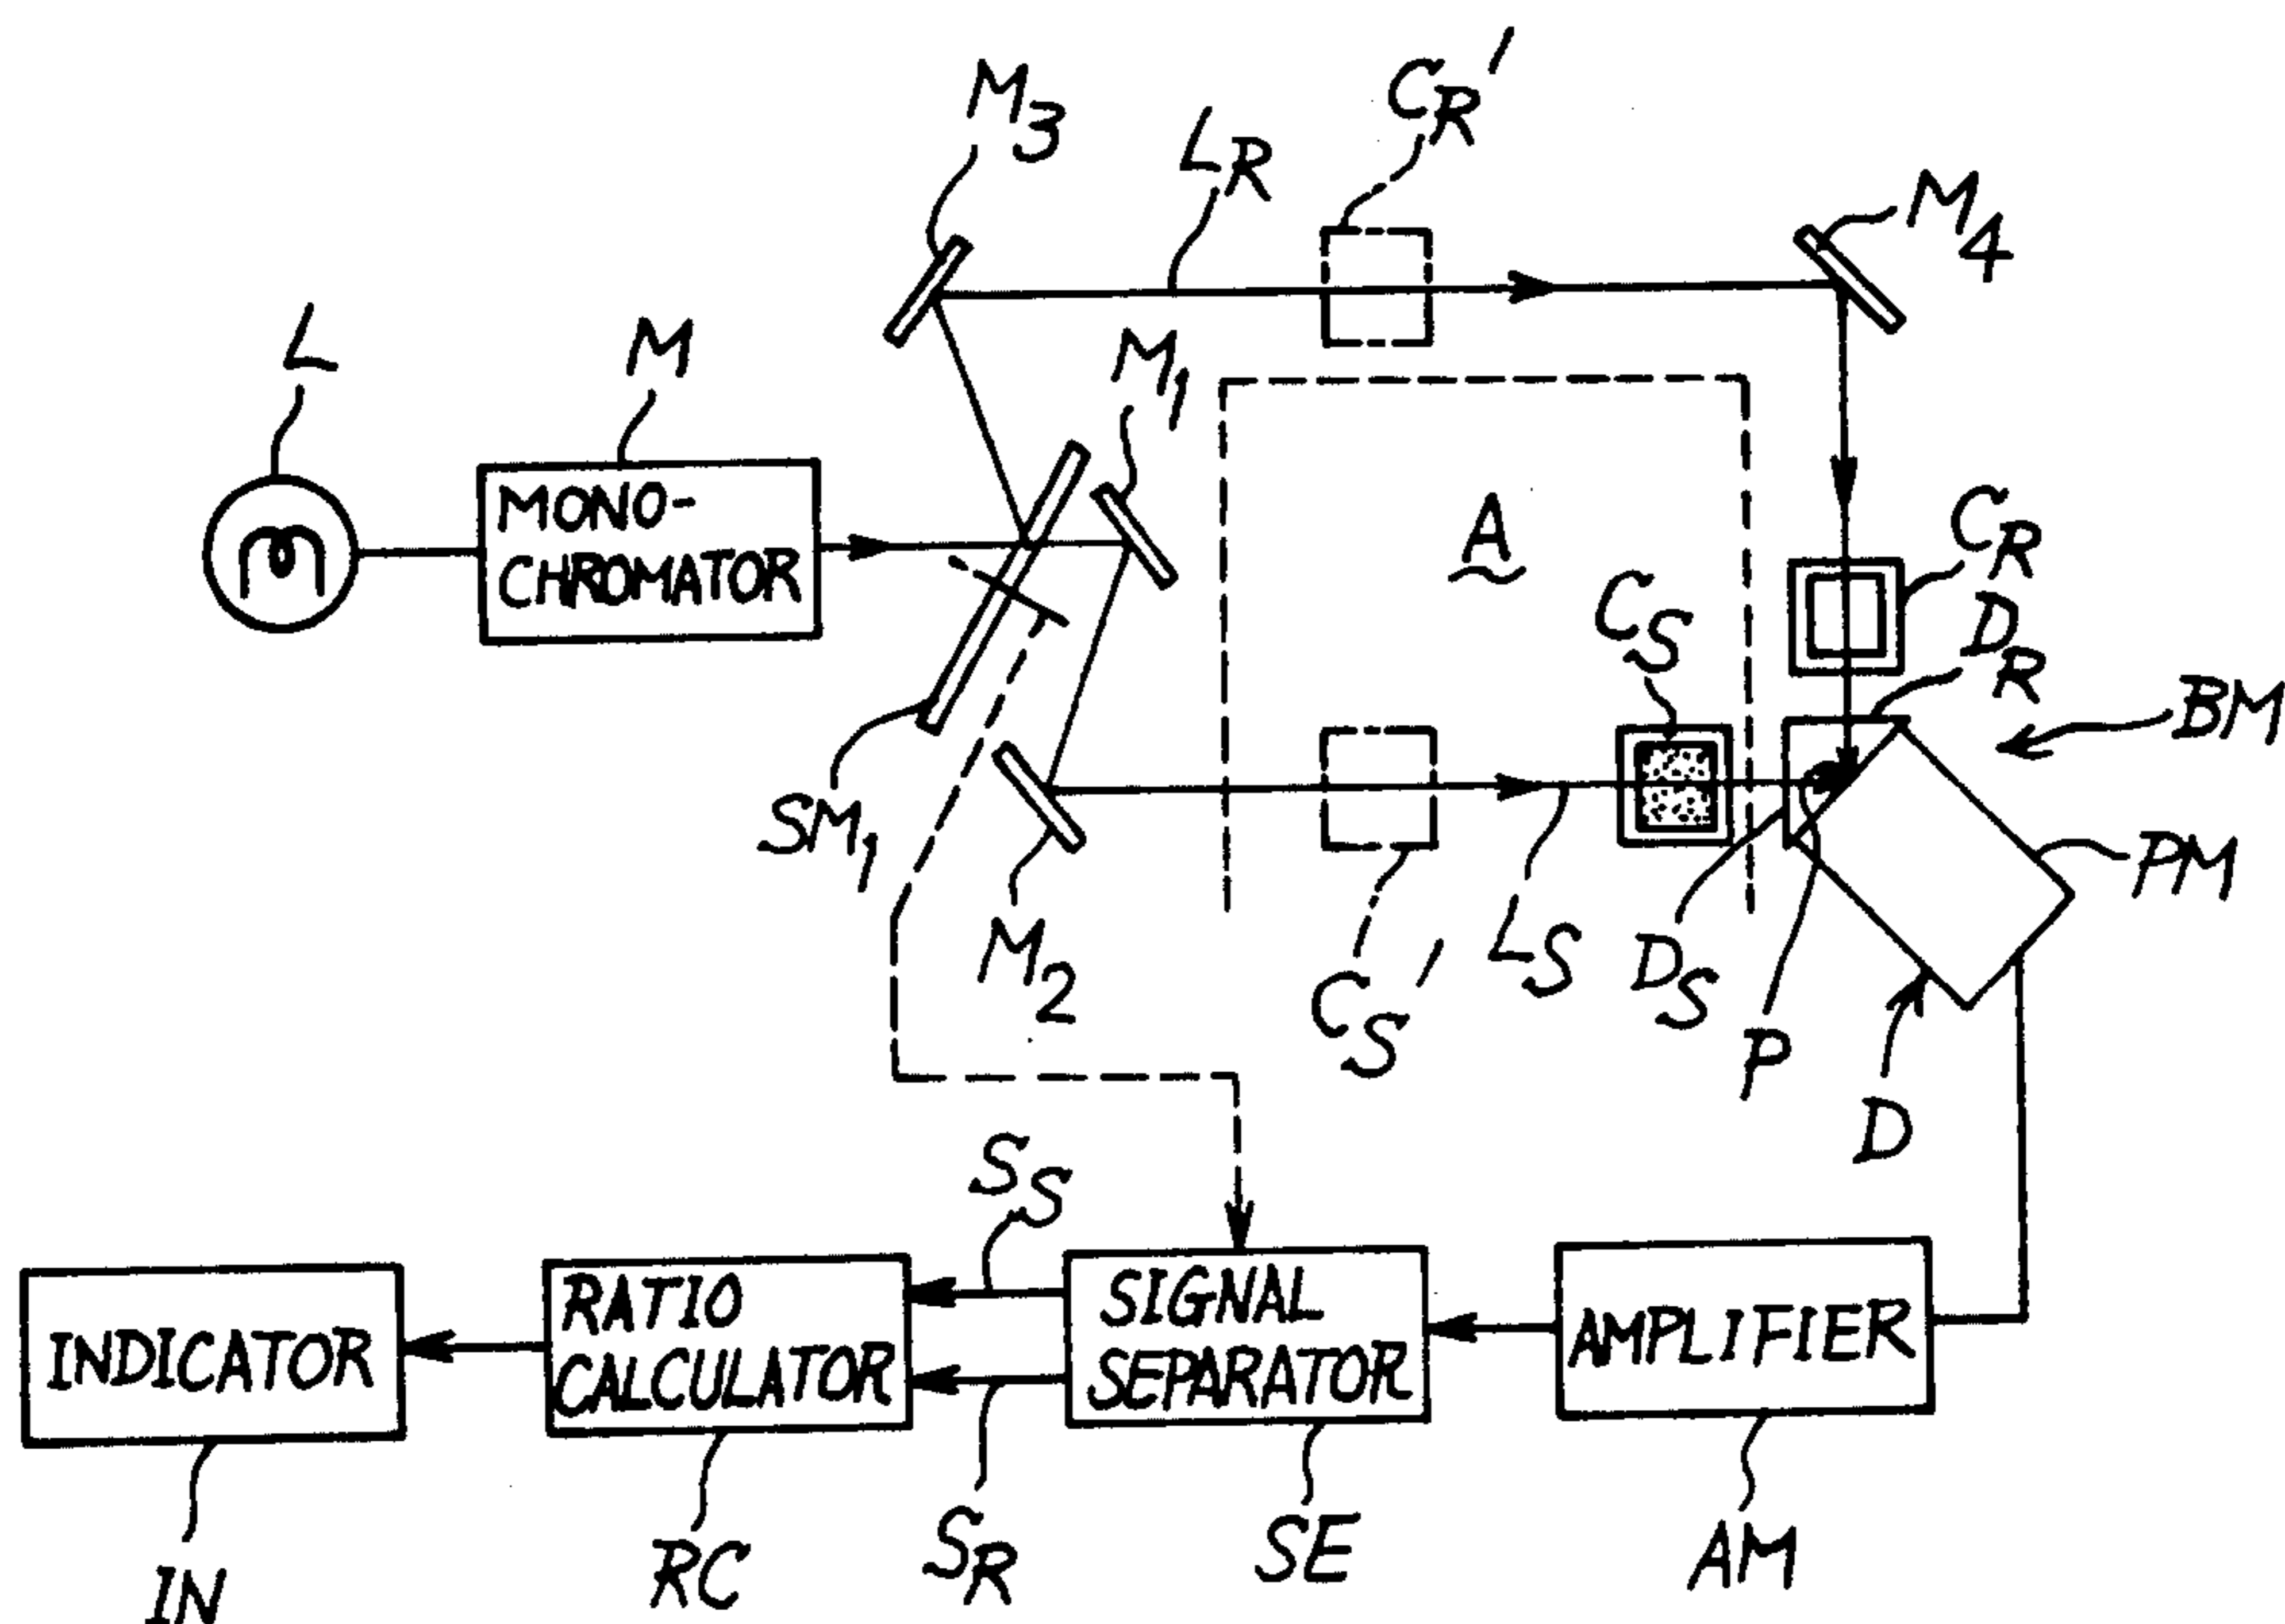 M3
LR
CR'
M4
L
M
M1
MONO-
CHROMATOR
A
CR
CS
DR
BM
SM1
PM
M2
CS'
LS
DS
P
D
SS
INDICATOR
RATIO
CALCULATOR
SIGNAL
SEPARATOR
AMPLIFIER
IN
RC
SR
SE
AM